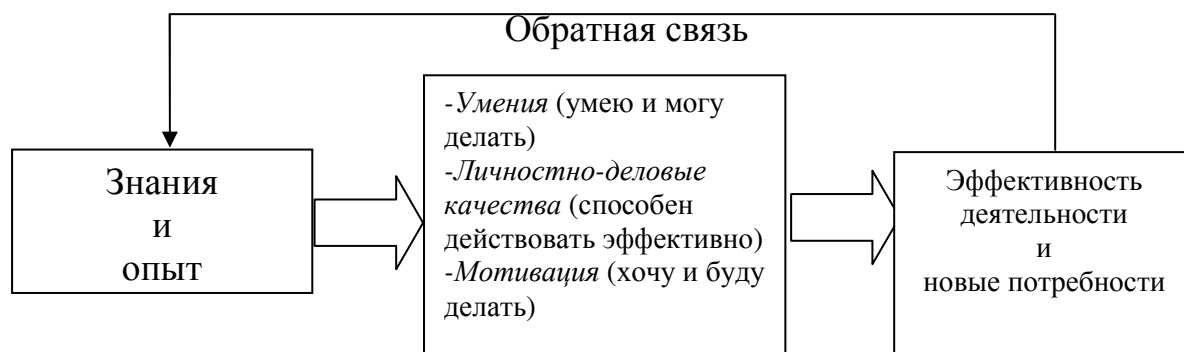 Обратная связь
Знания
и
опыт
-Умения (умею и могу
делать)
-Личностно-деловые
качества (способен
действовать эффективно)
-Мотивация (хочу и буду
делать)
Эффективность
деятельности
и
новые потребности